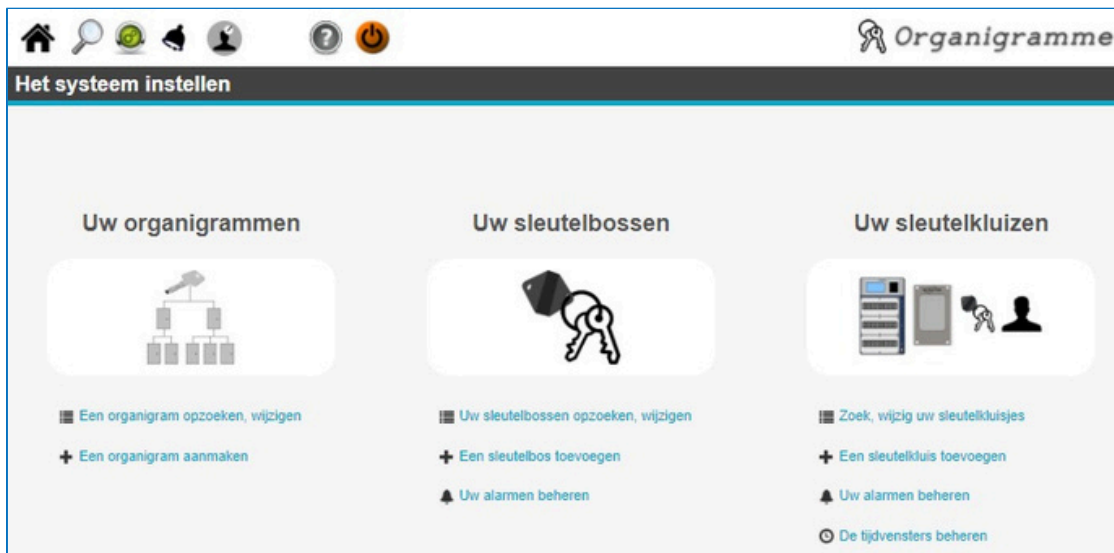 Organigramme
Het systeem instellen
Uw organigrammen
Een organigram opzoeken, wijzigen
Een organigram aanmaken
Uw sleutelbossen
Uw sleutelbossen opzoeken, wijzigen
Een sleutelbos toevoegen
Uw alarmen beheren
Uw sleutelkluizen
Zoek, wijzig uw sleutelkluisjes
Een sleutelkluis toevoegen
Uw alarmen beheren
De tijdvensters beheren